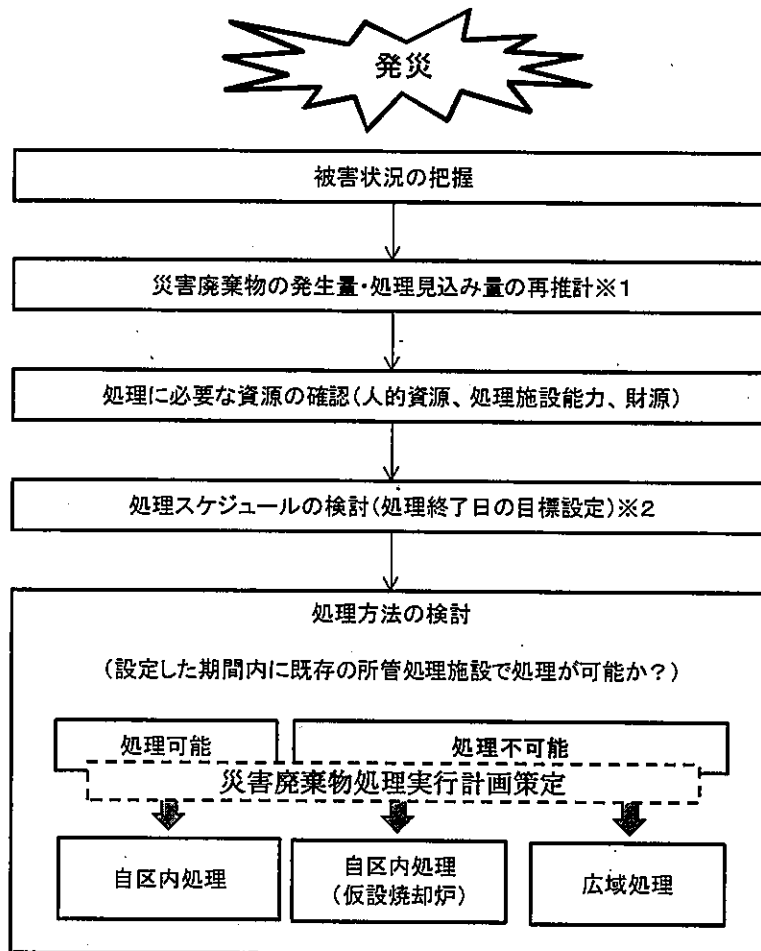 発災
被害状況の把握
災害廃棄物の発生量・処理見込み量の再推計※1
処理に必要な資源の確認(人的資源、処理施設能力、財源)
処理スケジュールの検討(処理終了日の目標設定)※2
処理方法の検討
(設定した期間内に既存の所管処理施設で処理が可能か?)
処理可能
処理不可能
災害廃棄物処理実行計画策定
自区内処理
自区内処理
(仮設焼却炉)
広域処理